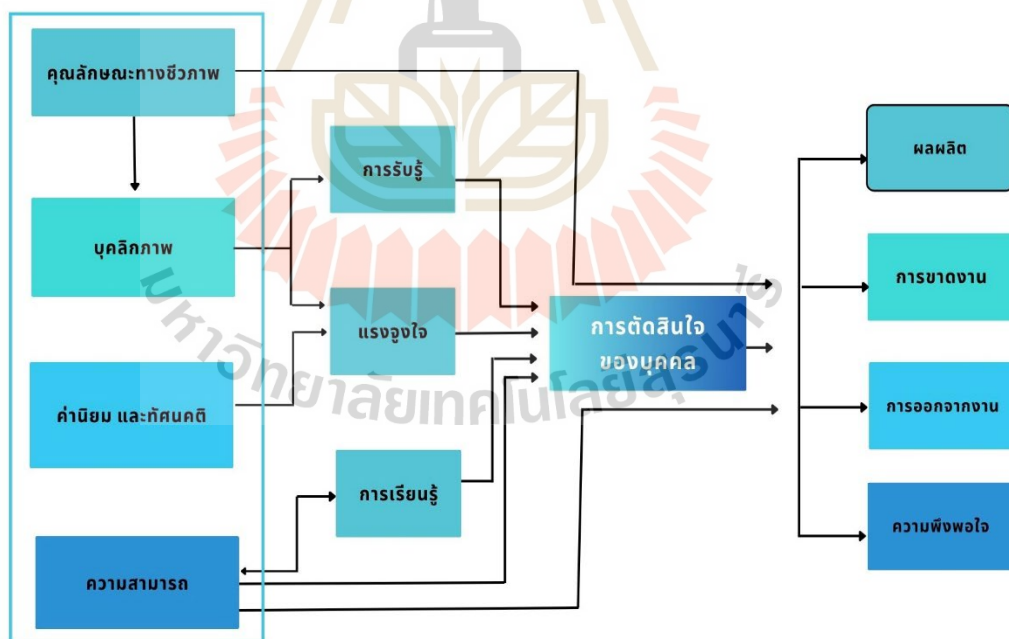 คุณลักษณะทางชีวภาพ
บุคลิกภาพ
ค่านิยม และทัศนคติ
ความสามารถ
การรับรู้
แรงจูงใจ
การเรียนรู้
การตัดสินใจ
ของบุคคล
ผลผลิต
การขาดงาน
การออกจากงาน
ความพึงพอใจ
มหาวิทยาลัยเทคโนโลยีสุรนารี